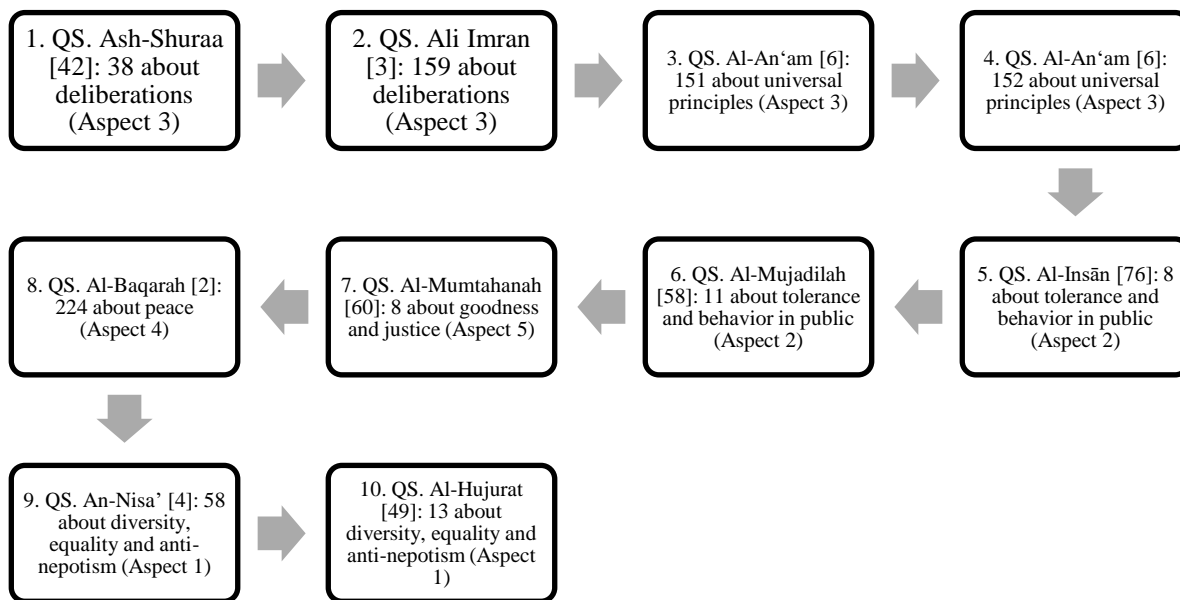 1. QS. Ash-Shuraa
[42]: 38 about
deliberations
(Aspect 3)
2. QS. Ali Imran
[3]: 159 about
deliberations
(Aspect 3)
3. QS. Al-An‘am [6]:
151 about universal
principles (Aspect 3)
4. QS. Al-An‘am [6]:
152 about universal
principles (Aspect 3)
5. QS. Al-Insān [76]: 8
about tolerance and
behavior in public
(Aspect 2)
6. QS. Al-Mujadilah
[58]: 11 about tolerance
and behavior in public
(Aspect 2)
7. QS. Al-Mumtahanah
[60]: 8 about goodness
and justice (Aspect 5)
8. QS. Al-Baqarah [2]:
224 about peace
(Aspect 4)
9. QS. An-Nisa’ [4]: 58
about diversity,
equality and anti-
nepotism (Aspect 1)
10. QS. Al-Hujurat
[49]: 13 about
diversity, equality and
anti-nepotism (Aspect
1)